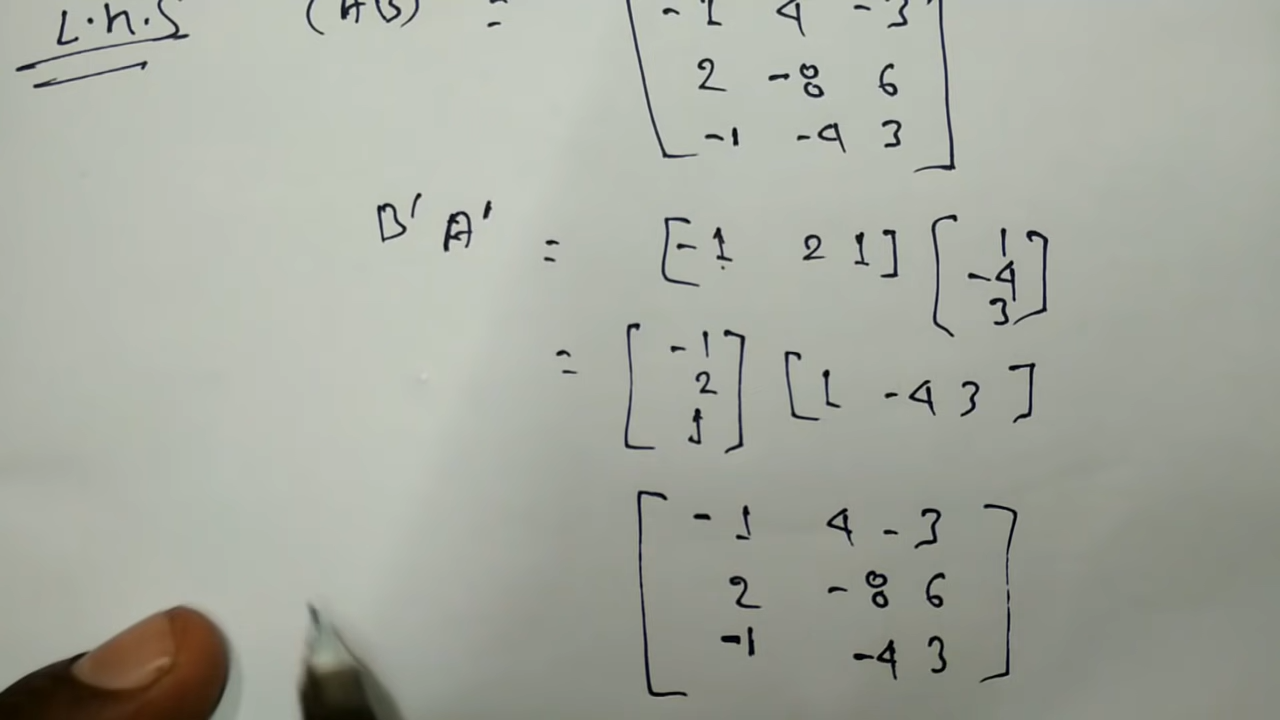 L.H.S (AB) = [ -1 4 -3
2 -8 6
-1 -4 3 ]
B' A' = [-1 2 1] [ 1
-4
3 ]
= [ -1
2
1 ] [1 -4 3]
[ -1 4 -3
2 -8 6
-1 -4 3 ]